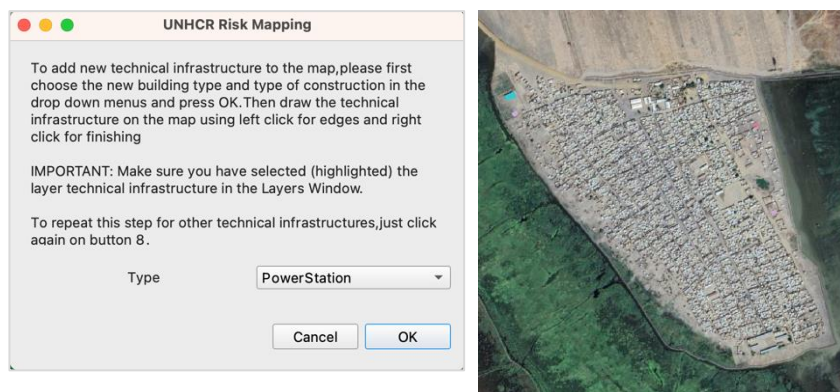 UNHCR Risk Mapping
To add new technical infrastructure to the map,please first
choose the new building type and type of construction in the
drop down menus and press OK.Then draw the technical
infrastructure on the map using left click for edges and right
click for finishing
IMPORTANT: Make sure you have selected (highlighted) the
layer technical infrastructure in the Layers Window.
To repeat this step for other technical infrastructures,just click
again on button 8.
Type PowerStation
Cancel OK